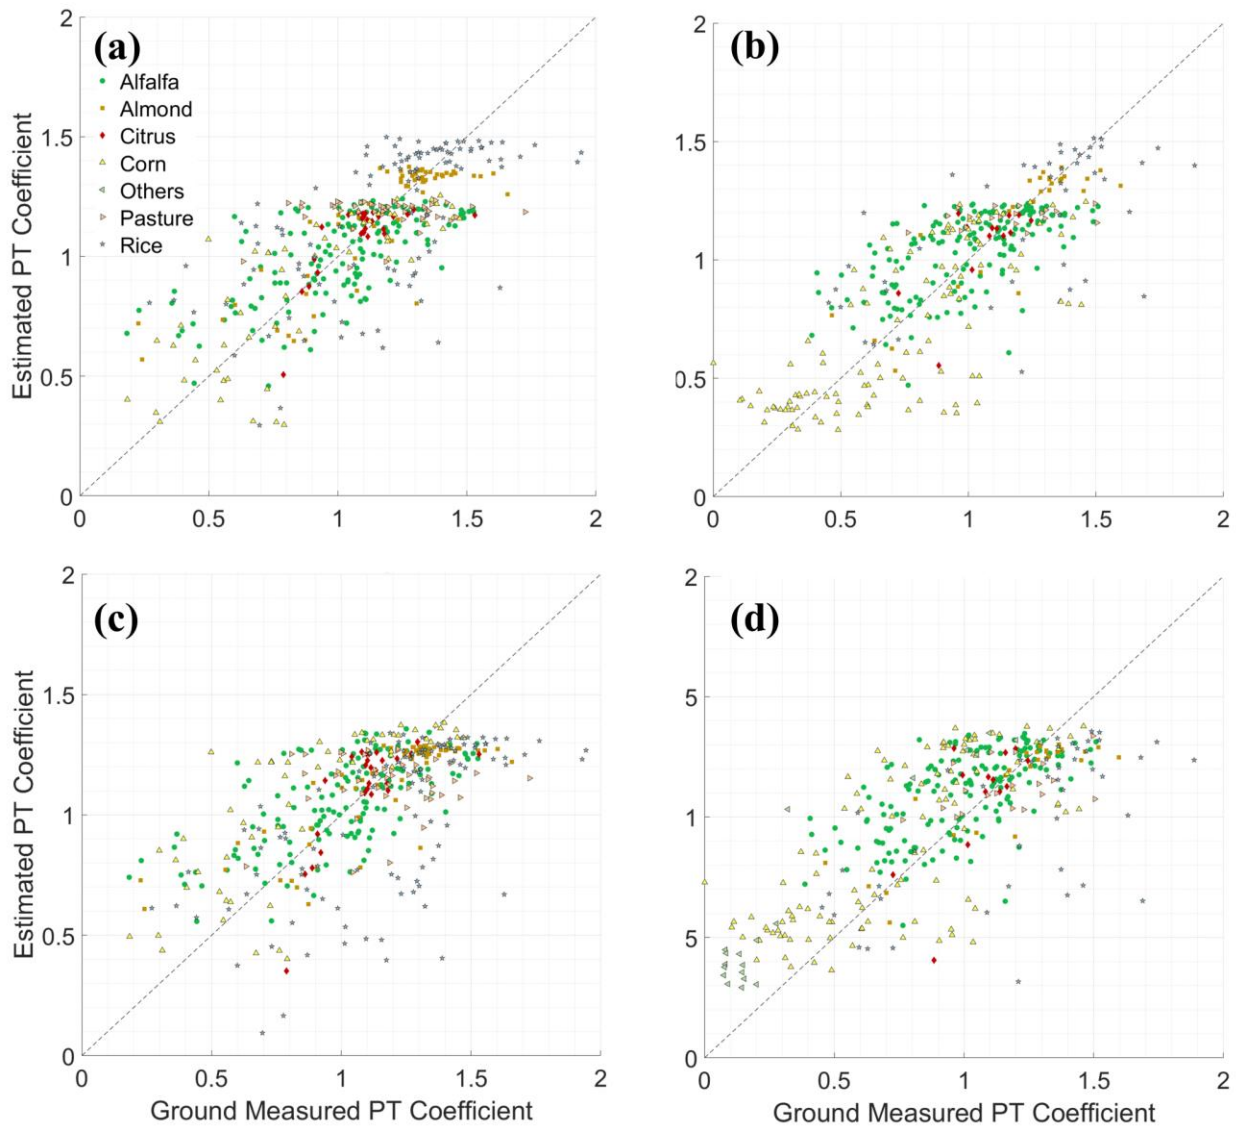 (a)
Alfalfa
Almond
Citrus
Corn
Others
Pasture
Rice
Estimated PT Coefficient
2
1.5
1
0.5
0
0 0.5 1 1.5 2
(b)
2
1.5
1
0.5
0
0 0.5 1 1.5 2
(c)
Estimated PT Coefficient
2
1.5
1
0.5
0
0 0.5 1 1.5 2
Ground Measured PT Coefficient
(d)
2
5
1
5
0
0 0.5 1 1.5 2
Ground Measured PT Coefficient